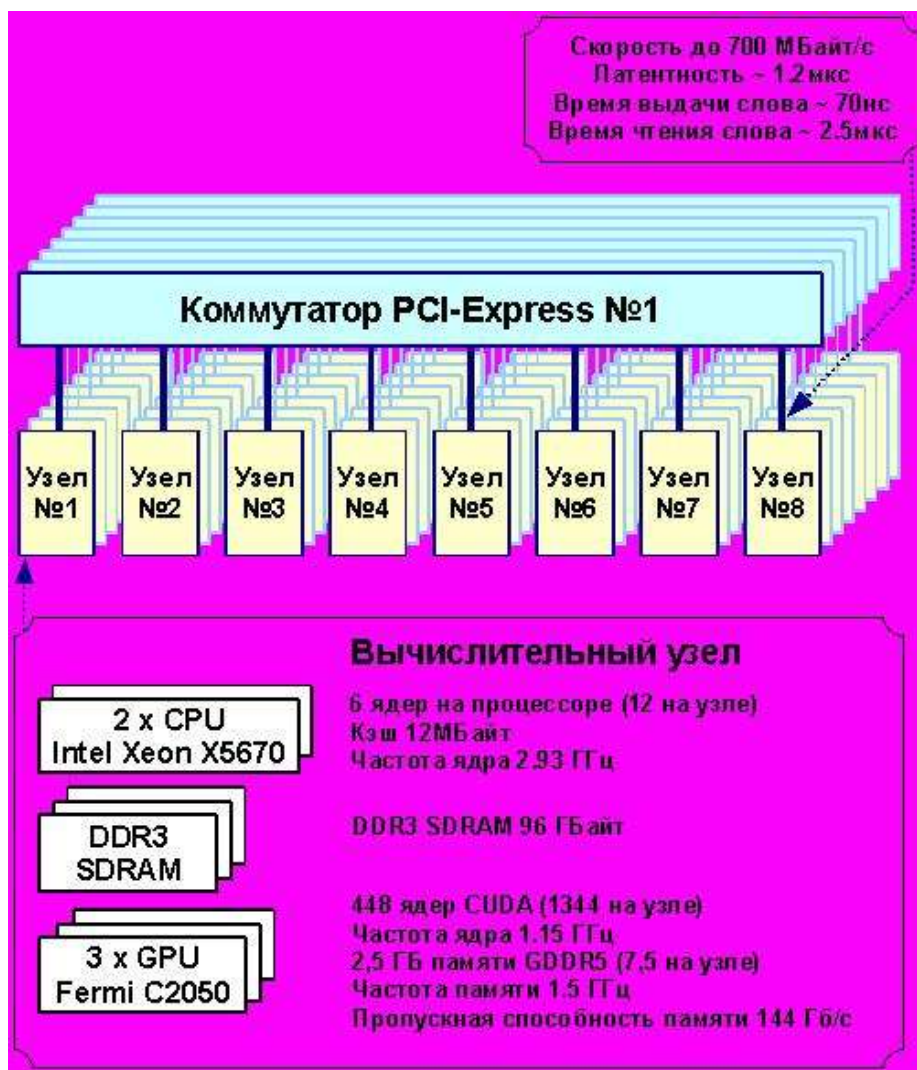 Скорость до 700 МБайт/с
Патентность ~ 1.2мкс
Время выдачи слова ~ 70нс
Время чтения слова ~ 2.5мкс
Коммутатор PCI-Express №1
Узел №1
Узел №2
Узел №3
Узел №4
Узел №5
Узел №6
Узел №7
Узел №8
Вычислительный узел
2 x CPU
Intel Xeon X5670
6 ядер на процессоре (12 на узле)
Кэш 12МБайт
Частота ядра 2,93 ГГц
DDR3
SDRAM
DDR3 SDRAM 96 ГБайт
3 x GPU
Fermi C2050
448 ядер CUDA (1344 на узле)
Частота ядра 1.15 ГГц
2,5 ГБ памяти GDDR5 (7,5 на узле)
Частота памяти 1.5 ГГц
Пропускная способность памяти 144 Гб/с